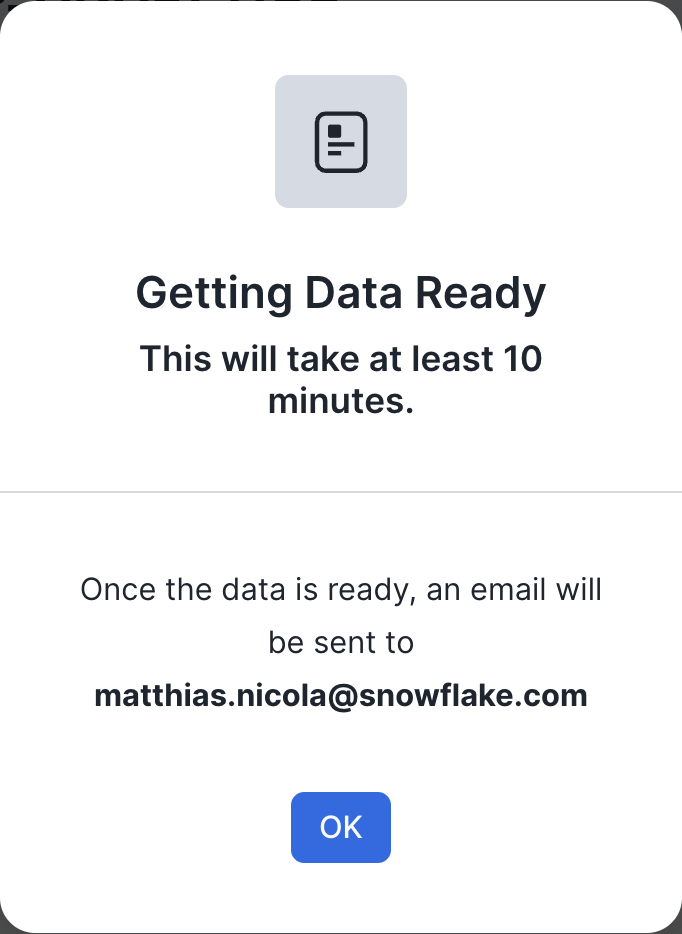 Getting Data Ready
This will take at least 10
minutes.
Once the data is ready, an email will
be sent to
matthias.nicola@snowflake.com
OK